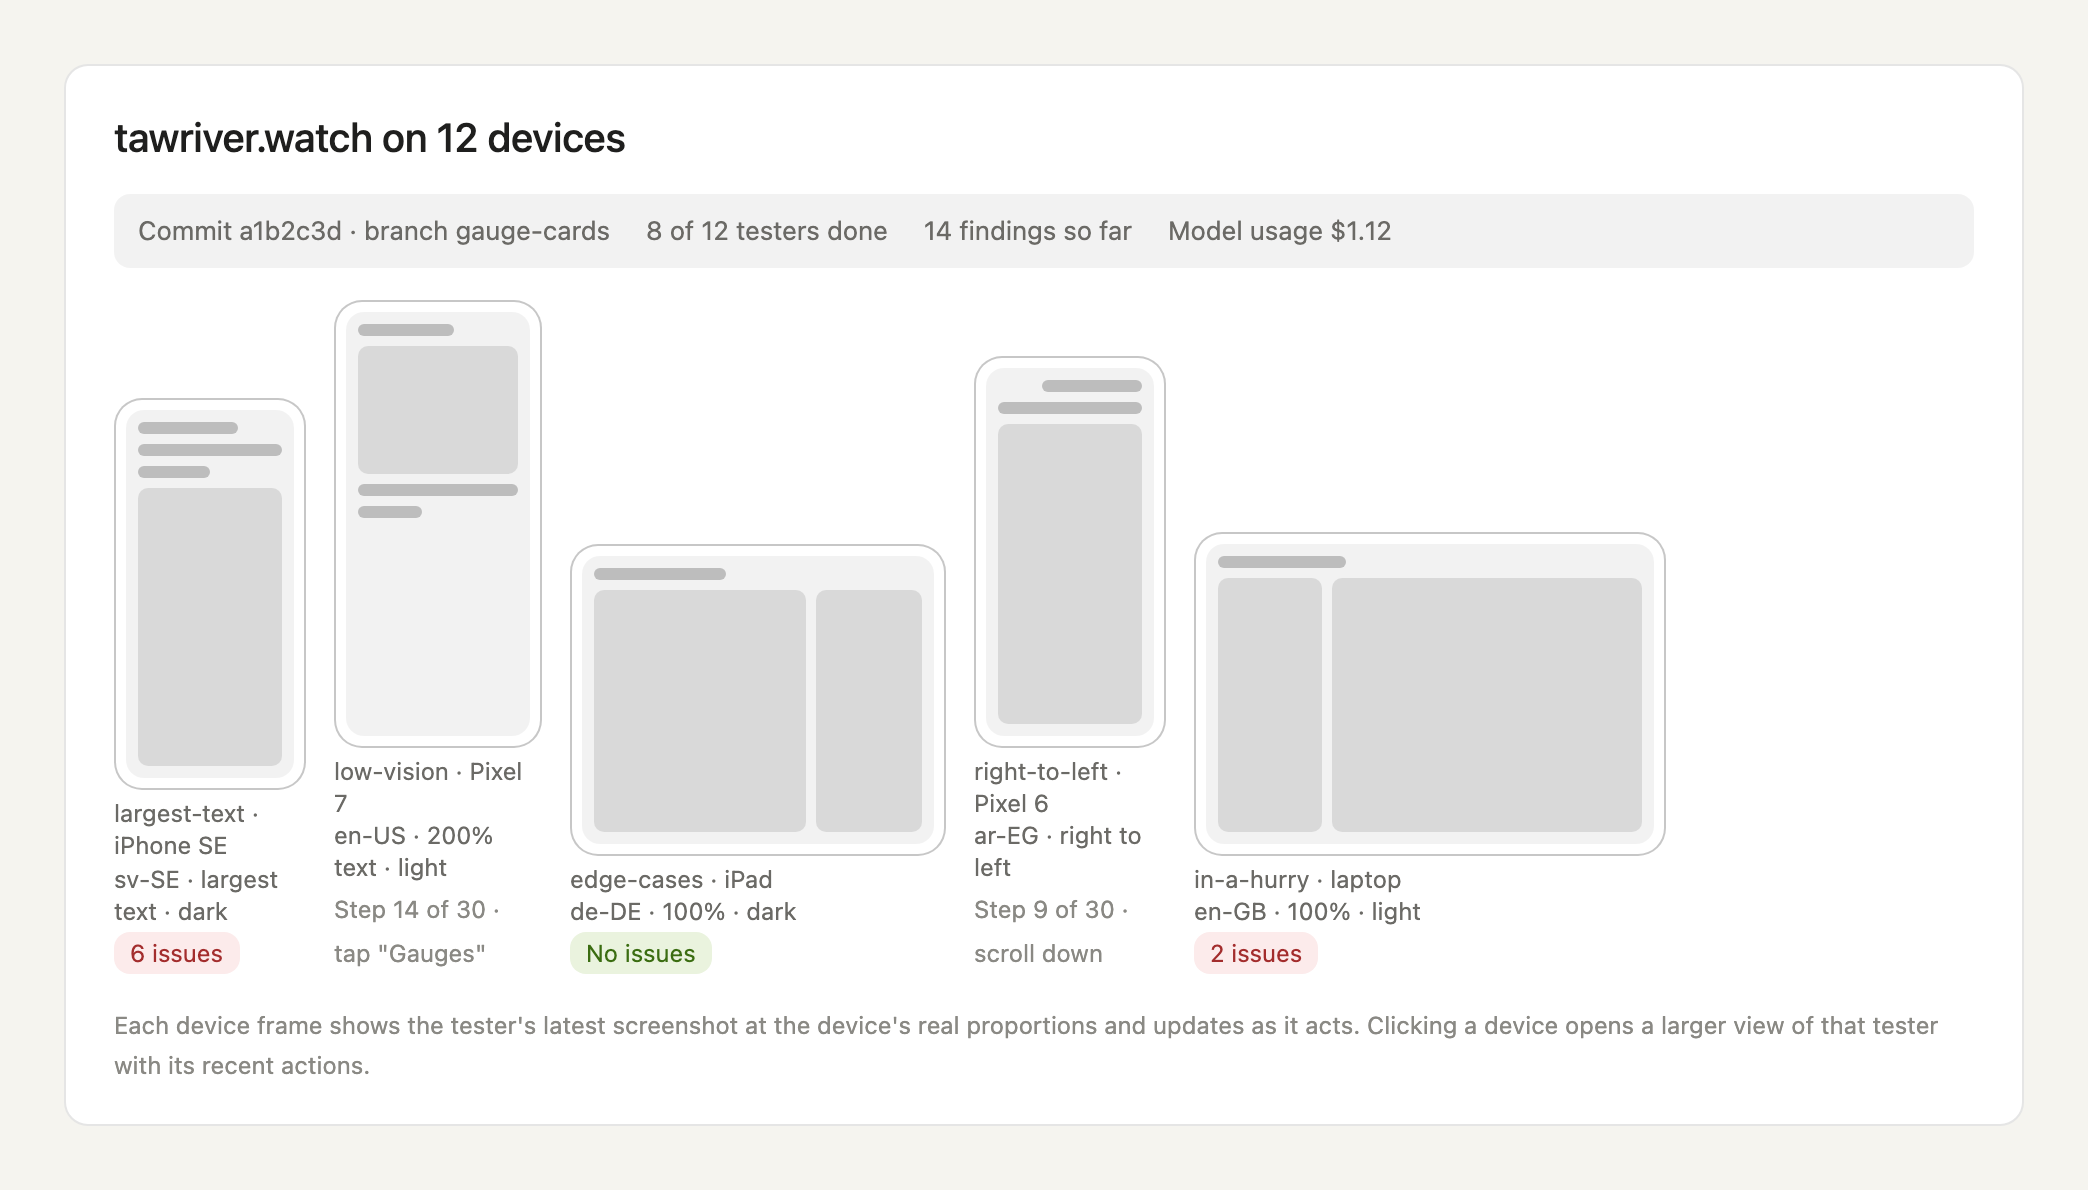 tawriver.watch on 12 devices
Commit a1b2c3d · branch gauge-cards 8 of 12 testers done 14 findings so far Model usage $1.12
largest-text ·
iPhone SE
sv-SE · largest
text · dark
6 issues
low-vision · Pixel
7
en-US · 200%
text · light
Step 14 of 30 ·
tap "Gauges"
edge-cases · iPad
de-DE · 100% · dark
No issues
right-to-left ·
Pixel 6
ar-EG · right to
left
Step 9 of 30 ·
scroll down
in-a-hurry · laptop
en-GB · 100% · light
2 issues
Each device frame shows the tester's latest screenshot at the device's real proportions and updates as it acts. Clicking a device opens a larger view of that tester
with its recent actions.